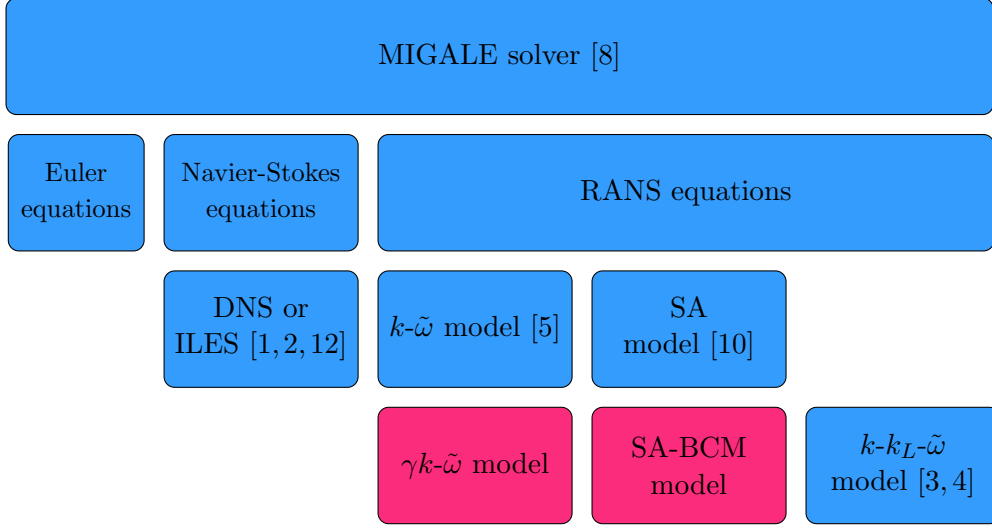 MIGALE solver [8]
Euler
equations
Navier-Stokes
equations
RANS equations
DNS or
ILES [1, 2, 12]
k-ω̃ model [5]
SA
model [10]
γk-ω̃ model
SA-BCM
model
k-k_L-ω̃
model [3, 4]